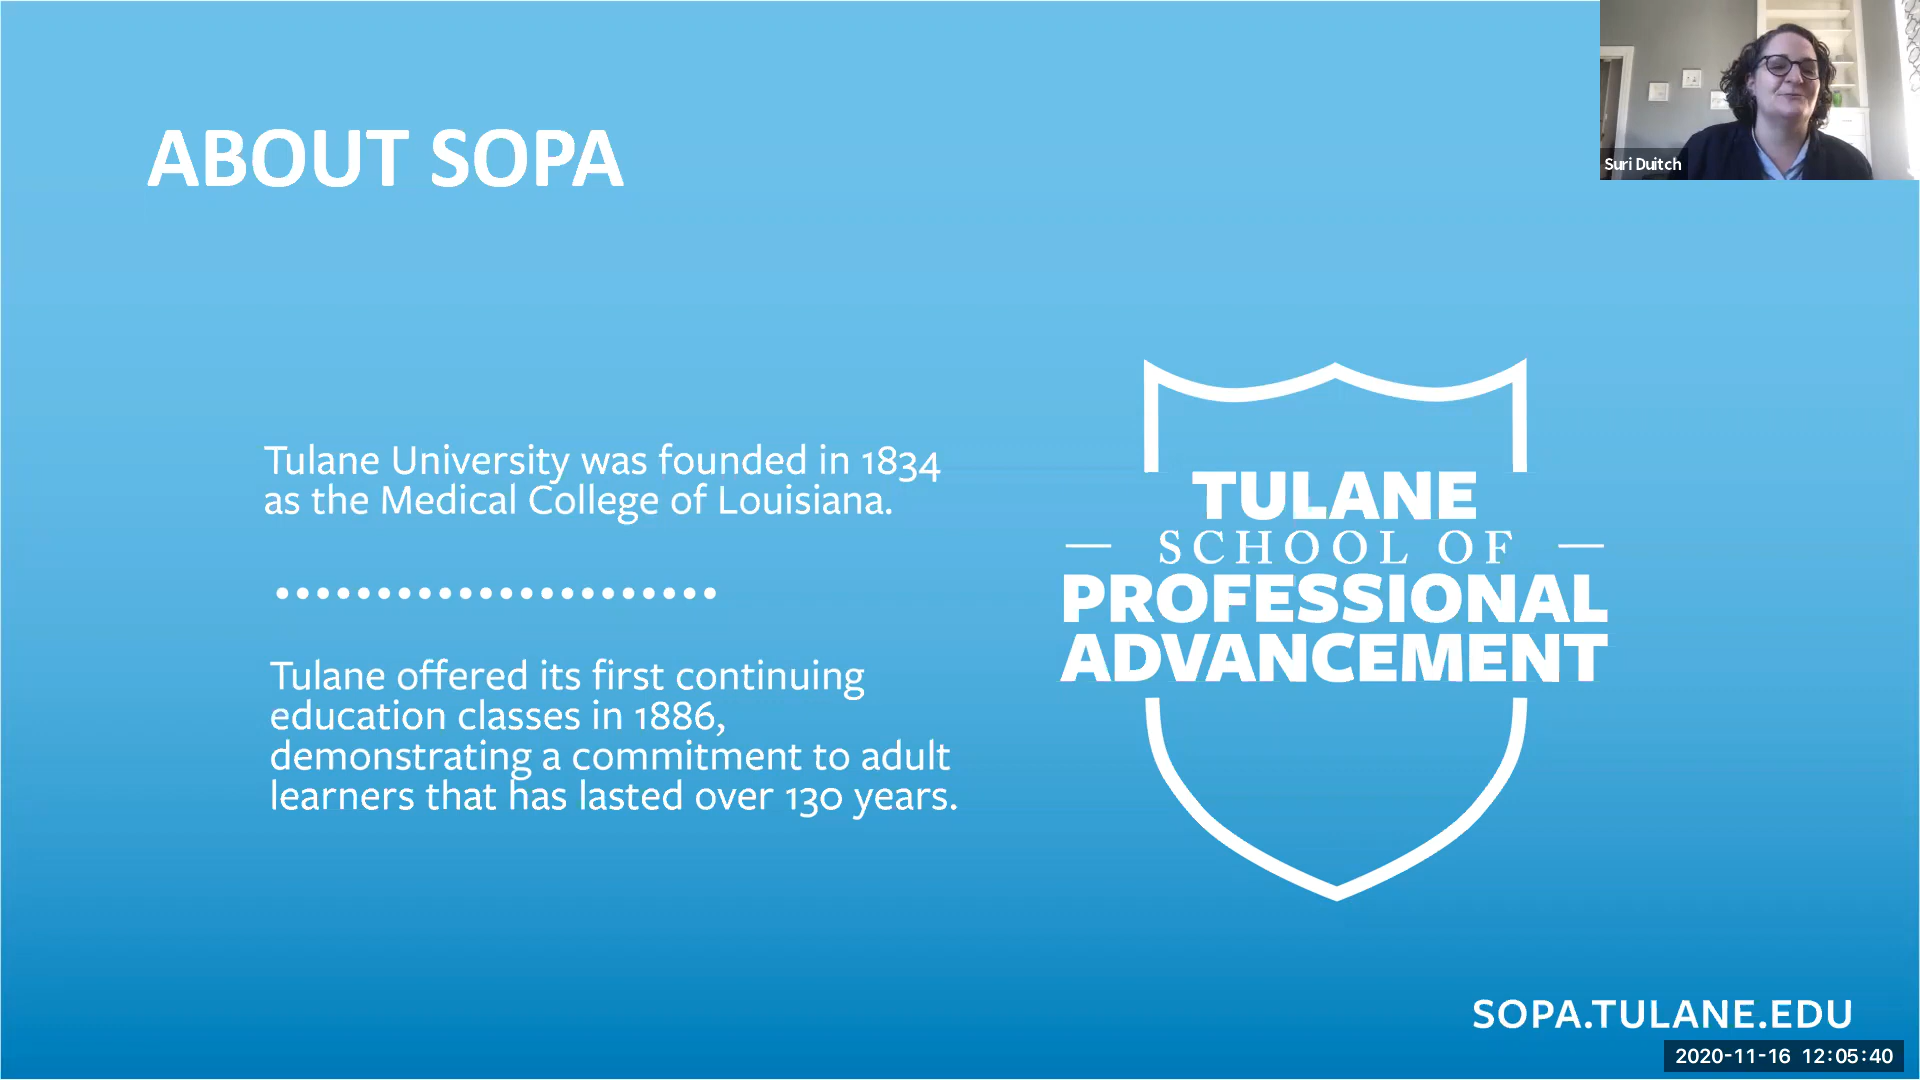 ABOUT SOPA
Suri Duitch
Tulane University was founded in 1834
as the Medical College of Louisiana.
Tulane offered its first continuing
education classes in 1886,
demonstrating a commitment to adult
learners that has lasted over 130 years.
TULANE
— SCHOOL OF —
PROFESSIONAL
ADVANCEMENT
SOPA.TULANE.EDU
2020-11-16 12:05:40